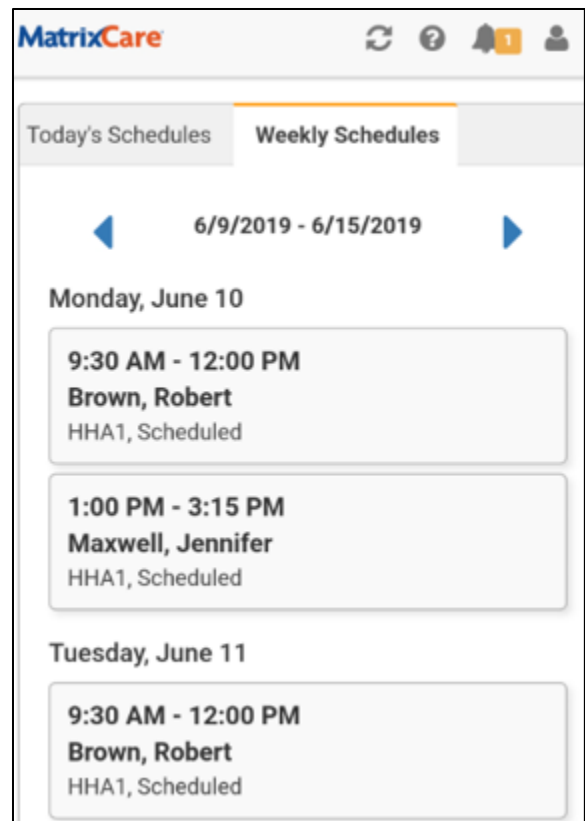 MatrixCare
1
Today's Schedules Weekly Schedules
6/9/2019 - 6/15/2019
Monday, June 10
9:30 AM - 12:00 PM
Brown, Robert
HHA1, Scheduled
1:00 PM - 3:15 PM
Maxwell, Jennifer
HHA1, Scheduled
Tuesday, June 11
9:30 AM - 12:00 PM
Brown, Robert
HHA1, Scheduled